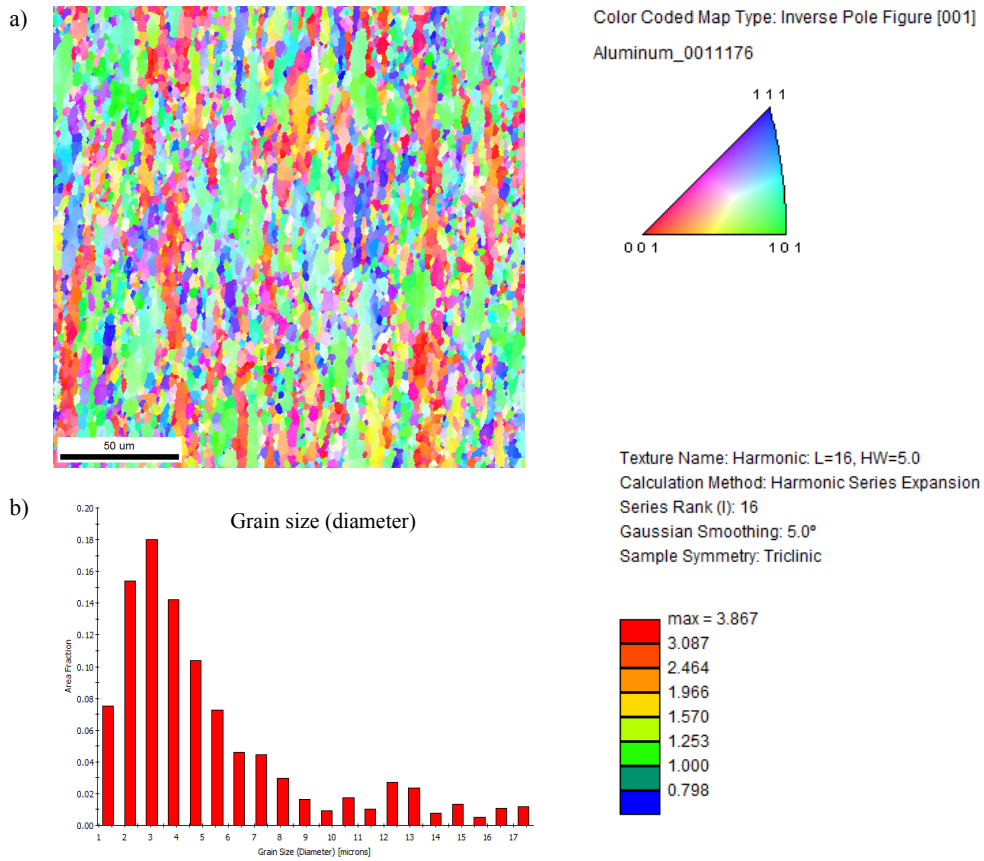 a)
Color Coded Map Type: Inverse Pole Figure [001]
Aluminum_0011176
1 1 1
0 0 1
1 0 1
50 um
Texture Name: Harmonic: L=16, HW=5.0
Calculation Method: Harmonic Series Expansion
Series Rank (l): 16
Gaussian Smoothing: 5.0º
Sample Symmetry: Triclinic
b)
Grain size (diameter)
0.20
0.18
0.16
0.14
0.12
0.10
0.08
0.06
0.04
0.02
0.00
Area Fraction
1 2 3 4 5 6 7 8 9 10 11 12 13 14 15 16 17
Grain Size (Diameter) [microns]
max = 3.867
3.087
2.464
1.966
1.570
1.253
1.000
0.798